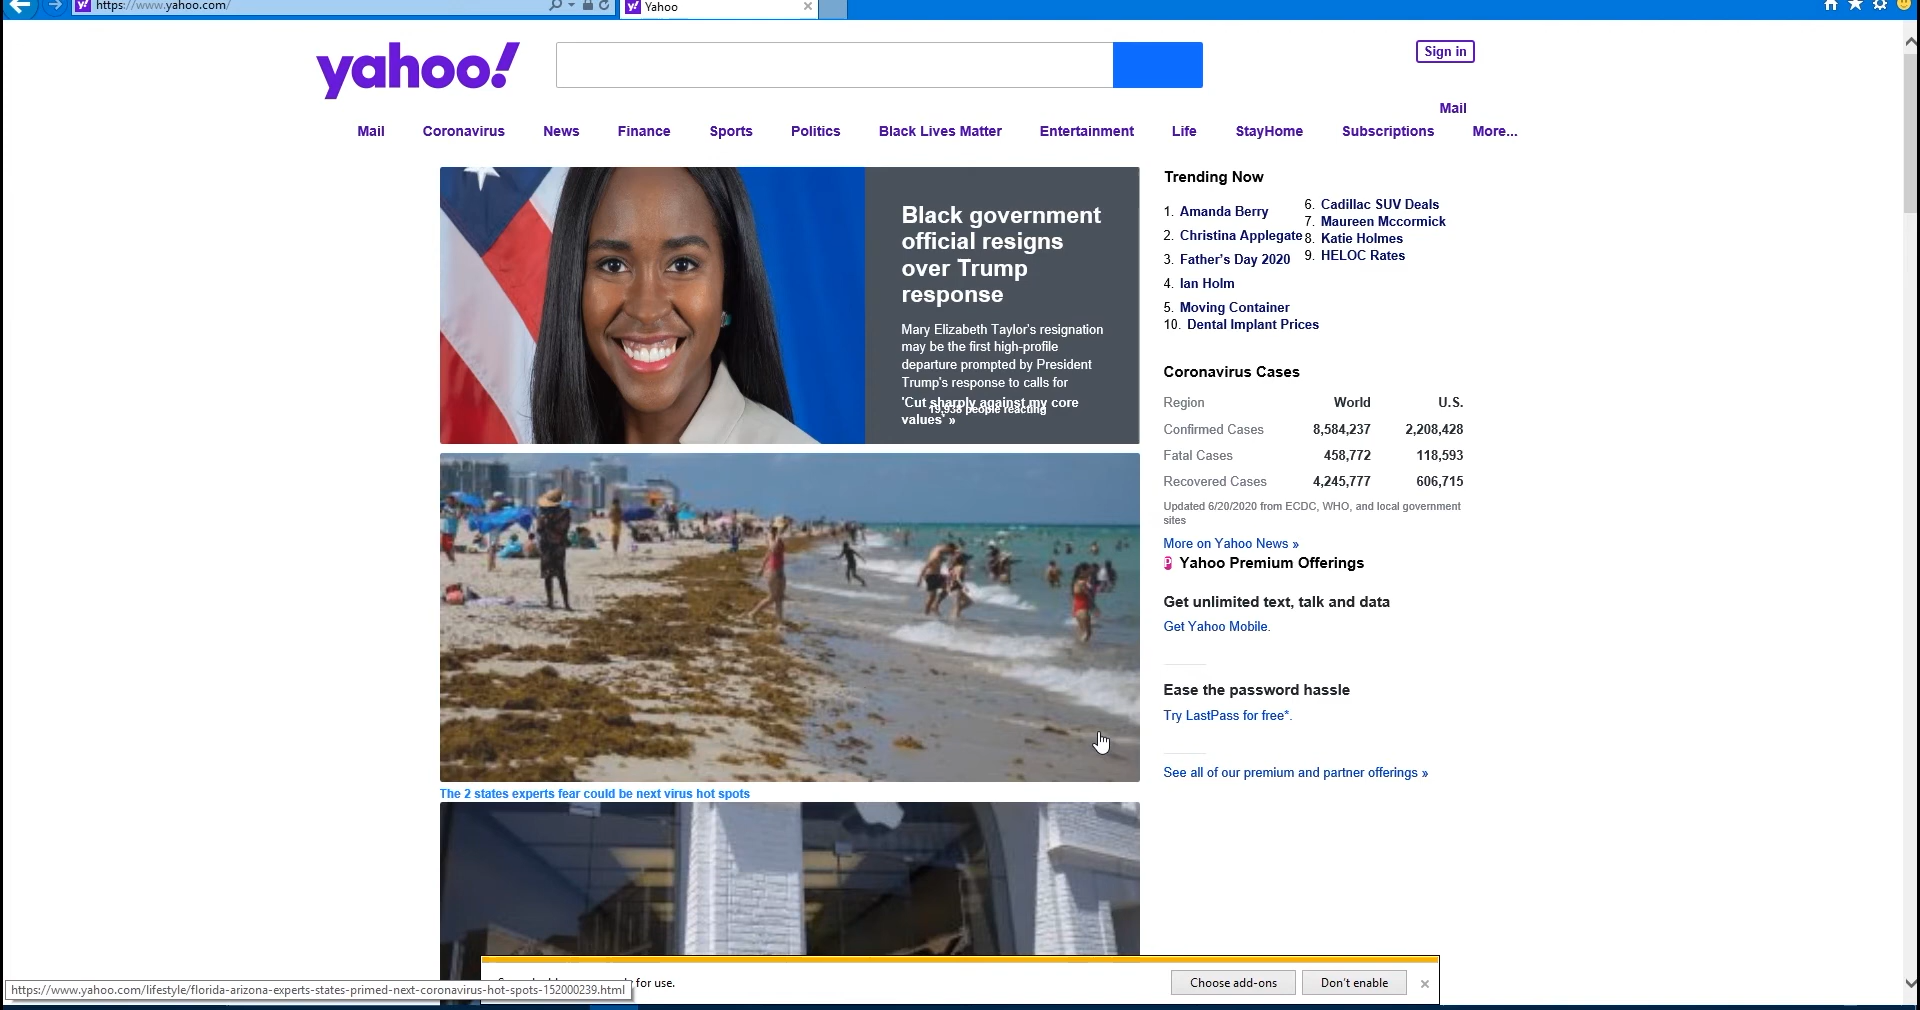 https://www.yahoo.com/
Yahoo
yahoo!
Sign in
Mail
Mail Coronavirus News Finance Sports Politics Black Lives Matter Entertainment Life StayHome Subscriptions More...
Black government
official resigns
over Trump
response
Mary Elizabeth Taylor's resignation
may be the first high-profile
departure prompted by President
Trump's response to calls for
'Cut sharply against my core
values' »
19,938 people reacting
The 2 states experts fear could be next virus hot spots
Trending Now
1. Amanda Berry
2. Christina Applegate
3. Father's Day 2020
4. Ian Holm
5. Moving Container
6. Cadillac SUV Deals
7. Maureen Mccormick
8. Katie Holmes
9. HELOC Rates
10. Dental Implant Prices
Coronavirus Cases
Region World U.S.
Confirmed Cases 8,584,237 2,208,428
Fatal Cases 458,772 118,593
Recovered Cases 4,245,777 606,715
Updated 6/20/2020 from ECDC, WHO, and local government
sites
More on Yahoo News »
Yahoo Premium Offerings
Get unlimited text, talk and data
Get Yahoo Mobile.
Ease the password hassle
Try LastPass for free*.
See all of our premium and partner offerings »
for use.
Choose add-ons
Don't enable
https://www.yahoo.com/lifestyle/florida-arizona-experts-states-primed-next-coronavirus-hot-spots-152000239.html